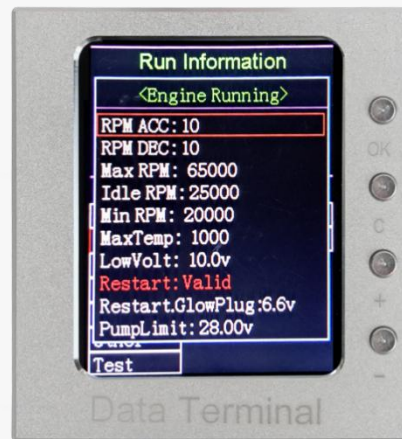 Run Information
<Engine Running>
RPM ACC: 10
RPM DEC: 10
Max RPM: 65000
Idle RPM:25000
Min RPM: 20000
MaxTemp: 1000
LowVolt: 10.0v
Restart:Valid
Restart.GlowPlug:6.6v
PumpLimit:28.00v
Test
OK
C
+
-
Data Terminal